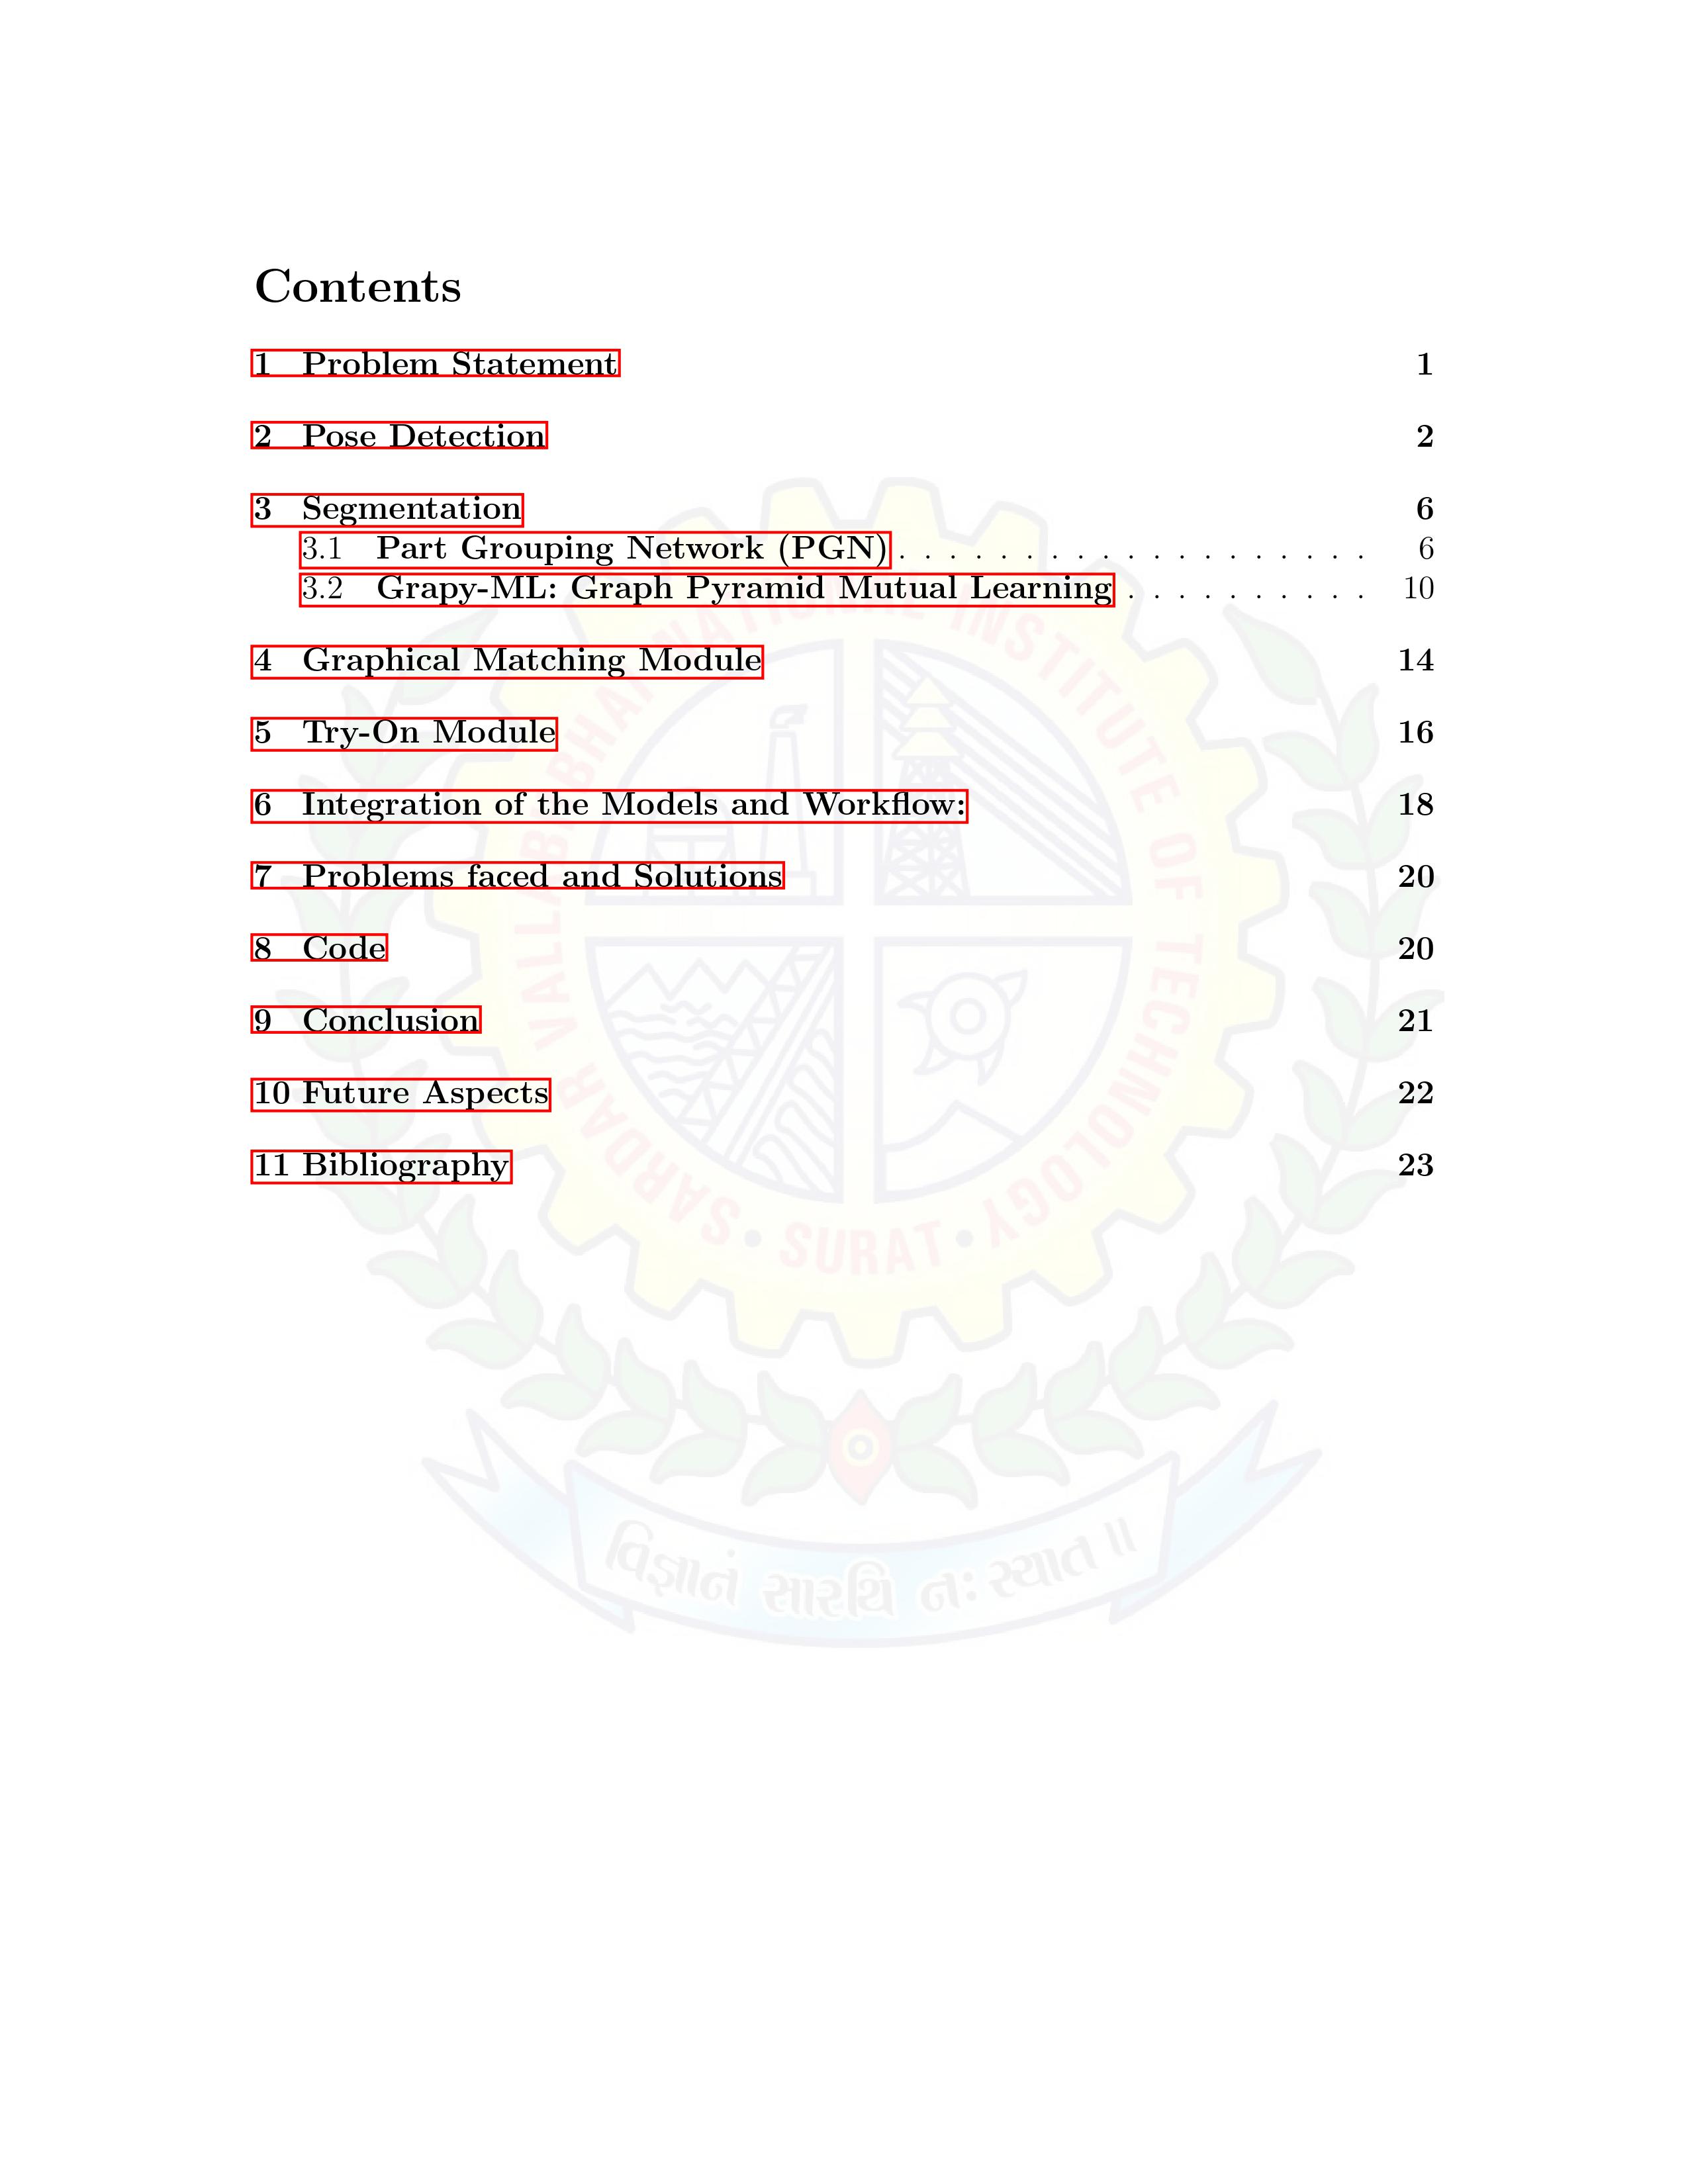 Contents
1 Problem Statement 1
2 Pose Detection 2
3 Segmentation 6
3.1 Part Grouping Network (PGN) . . . . . . . . . . . . . . . . . . . 6
3.2 Grapy-ML: Graph Pyramid Mutual Learning . . . . . . . . . . 10
4 Graphical Matching Module 14
5 Try-On Module 16
6 Integration of the Models and Workflow: 18
7 Problems faced and Solutions 20
8 Code 20
9 Conclusion 21
10 Future Aspects 22
11 Bibliography 23
SARDAR VALLABHBHAI NATIONAL INSTITUTE OF TECHNOLOGY
• SURAT •
વિજ્ઞાનં સારથિ નઃ સ્યાત ॥